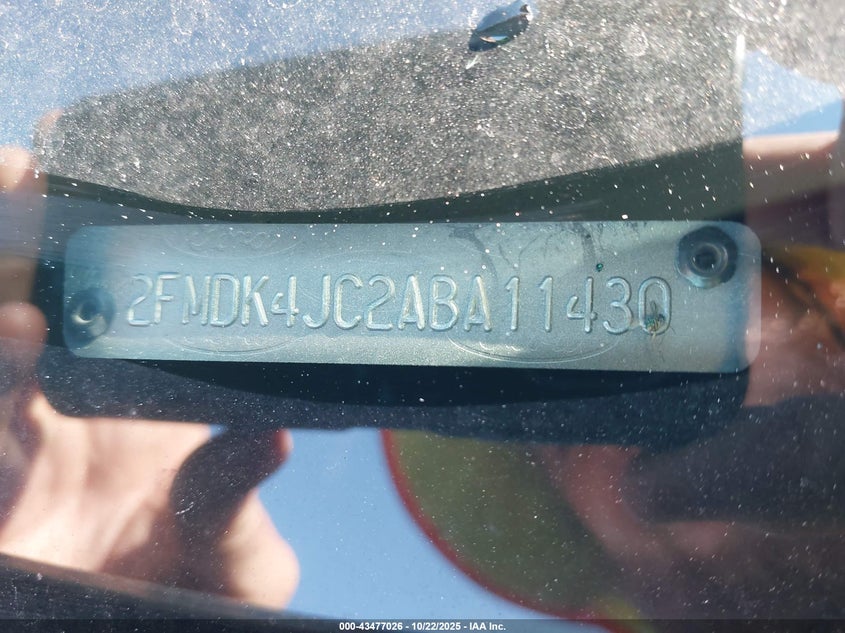 2FMDK4JC2ABA11430
000-43477026 - 10/22/2025 - IAA Inc.